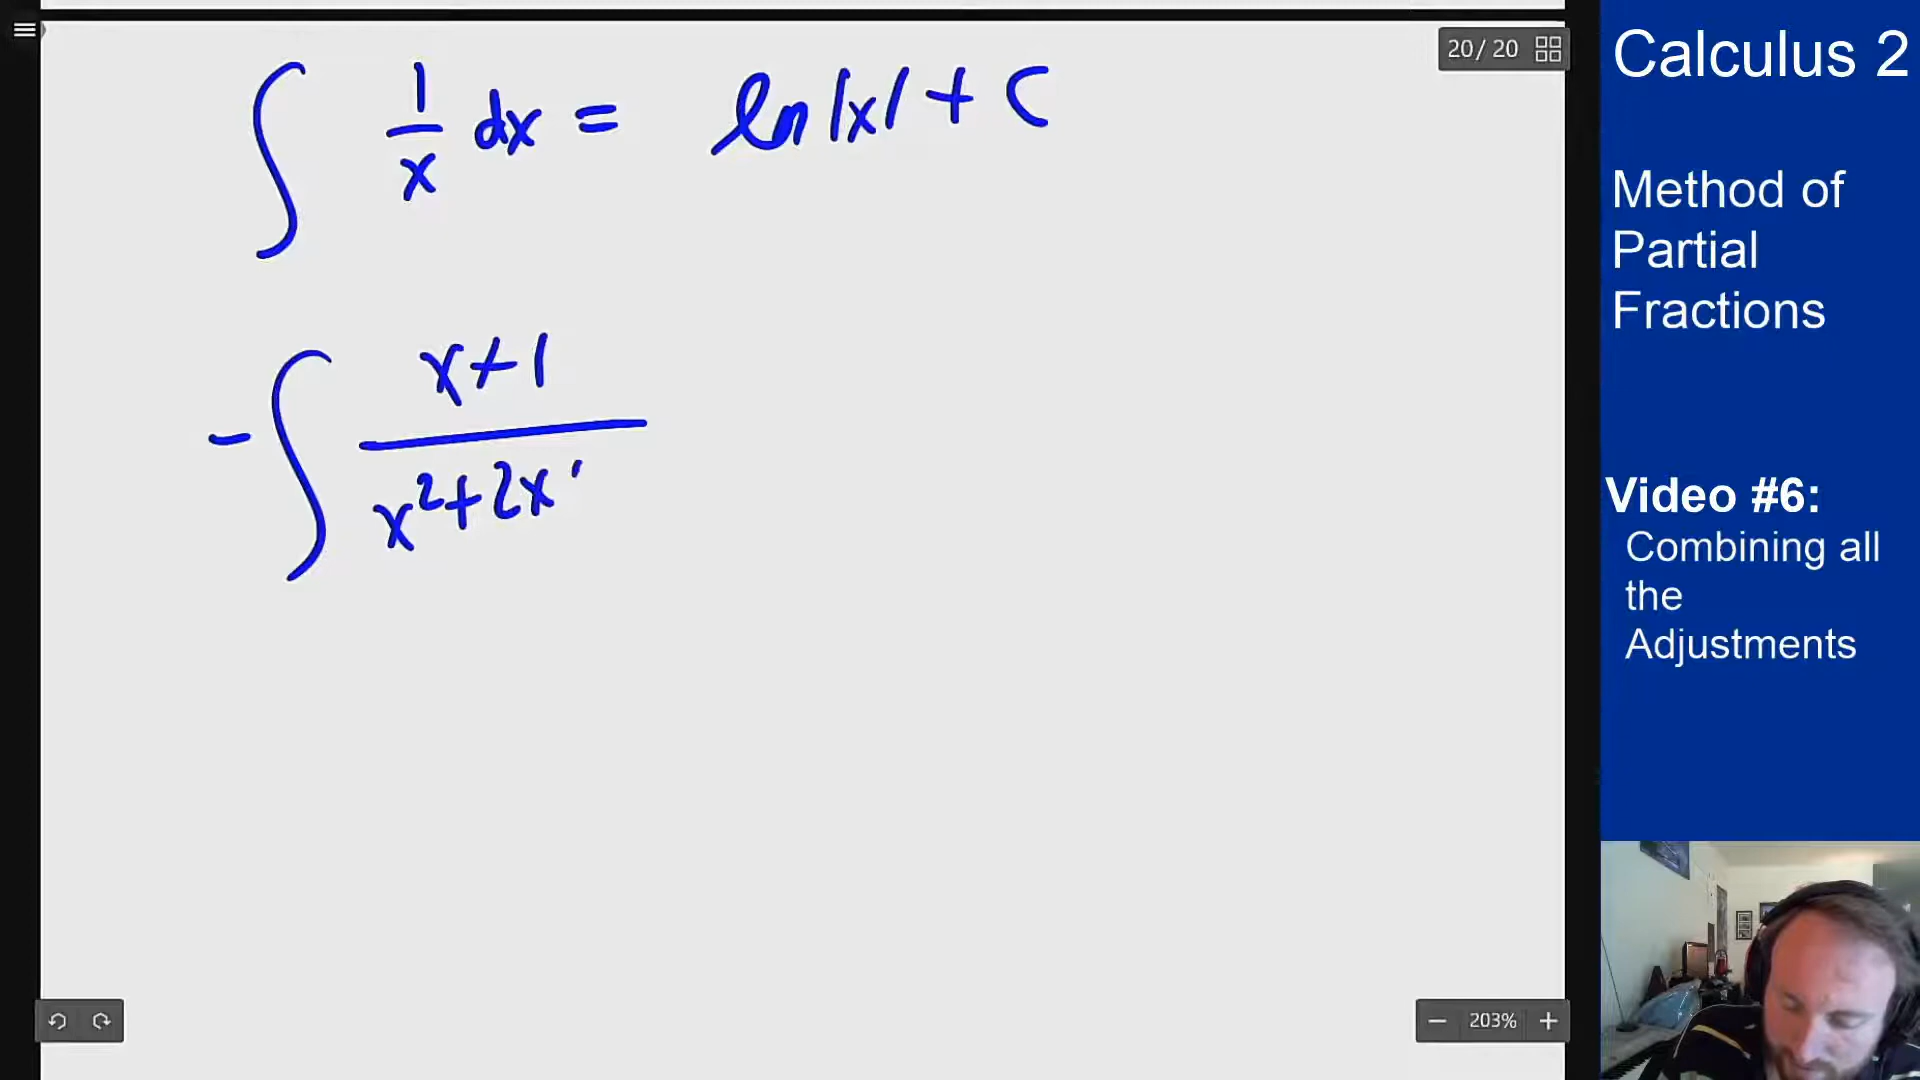 20/20
∫ 1/x dx = ln|x| + C
- ∫ (x+1)/(x²+2x
203%
Calculus 2
Method of
Partial
Fractions
Video #6:
Combining all
the
Adjustments